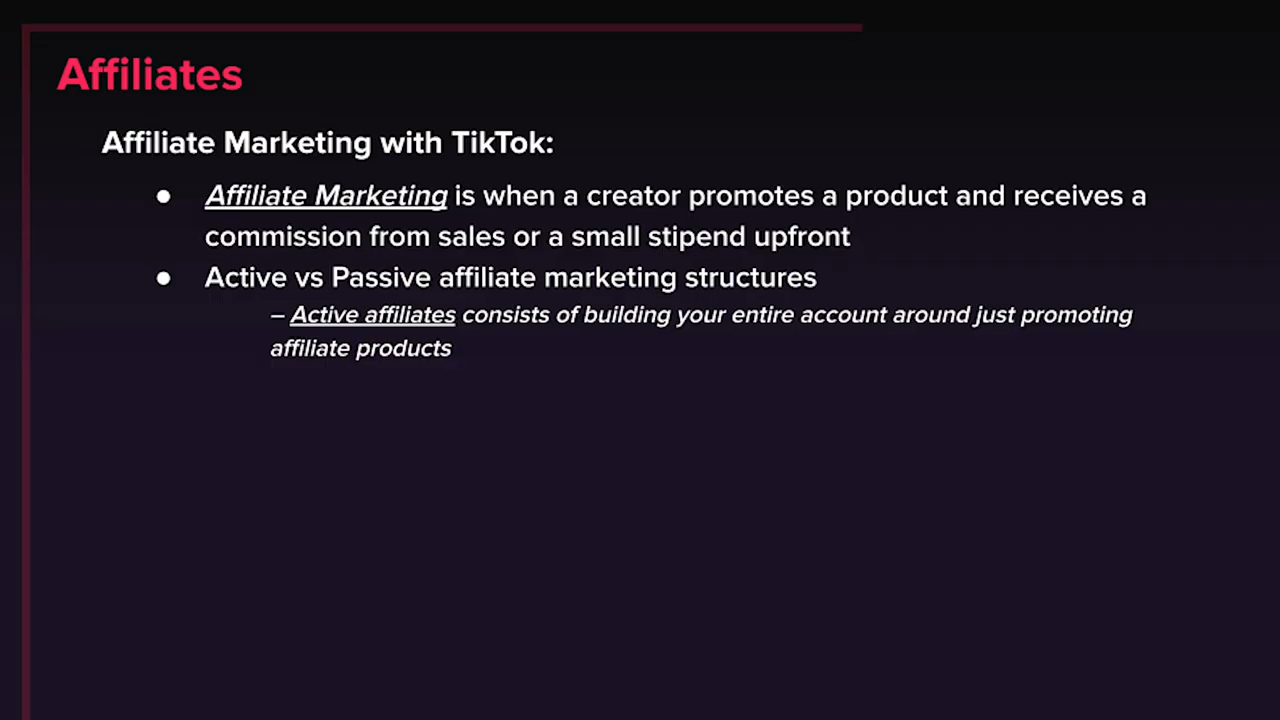 Affiliates
Affiliate Marketing with TikTok:
● Affiliate Marketing is when a creator promotes a product and receives a
commission from sales or a small stipend upfront
● Active vs Passive affiliate marketing structures
– Active affiliates consists of building your entire account around just promoting
affiliate products